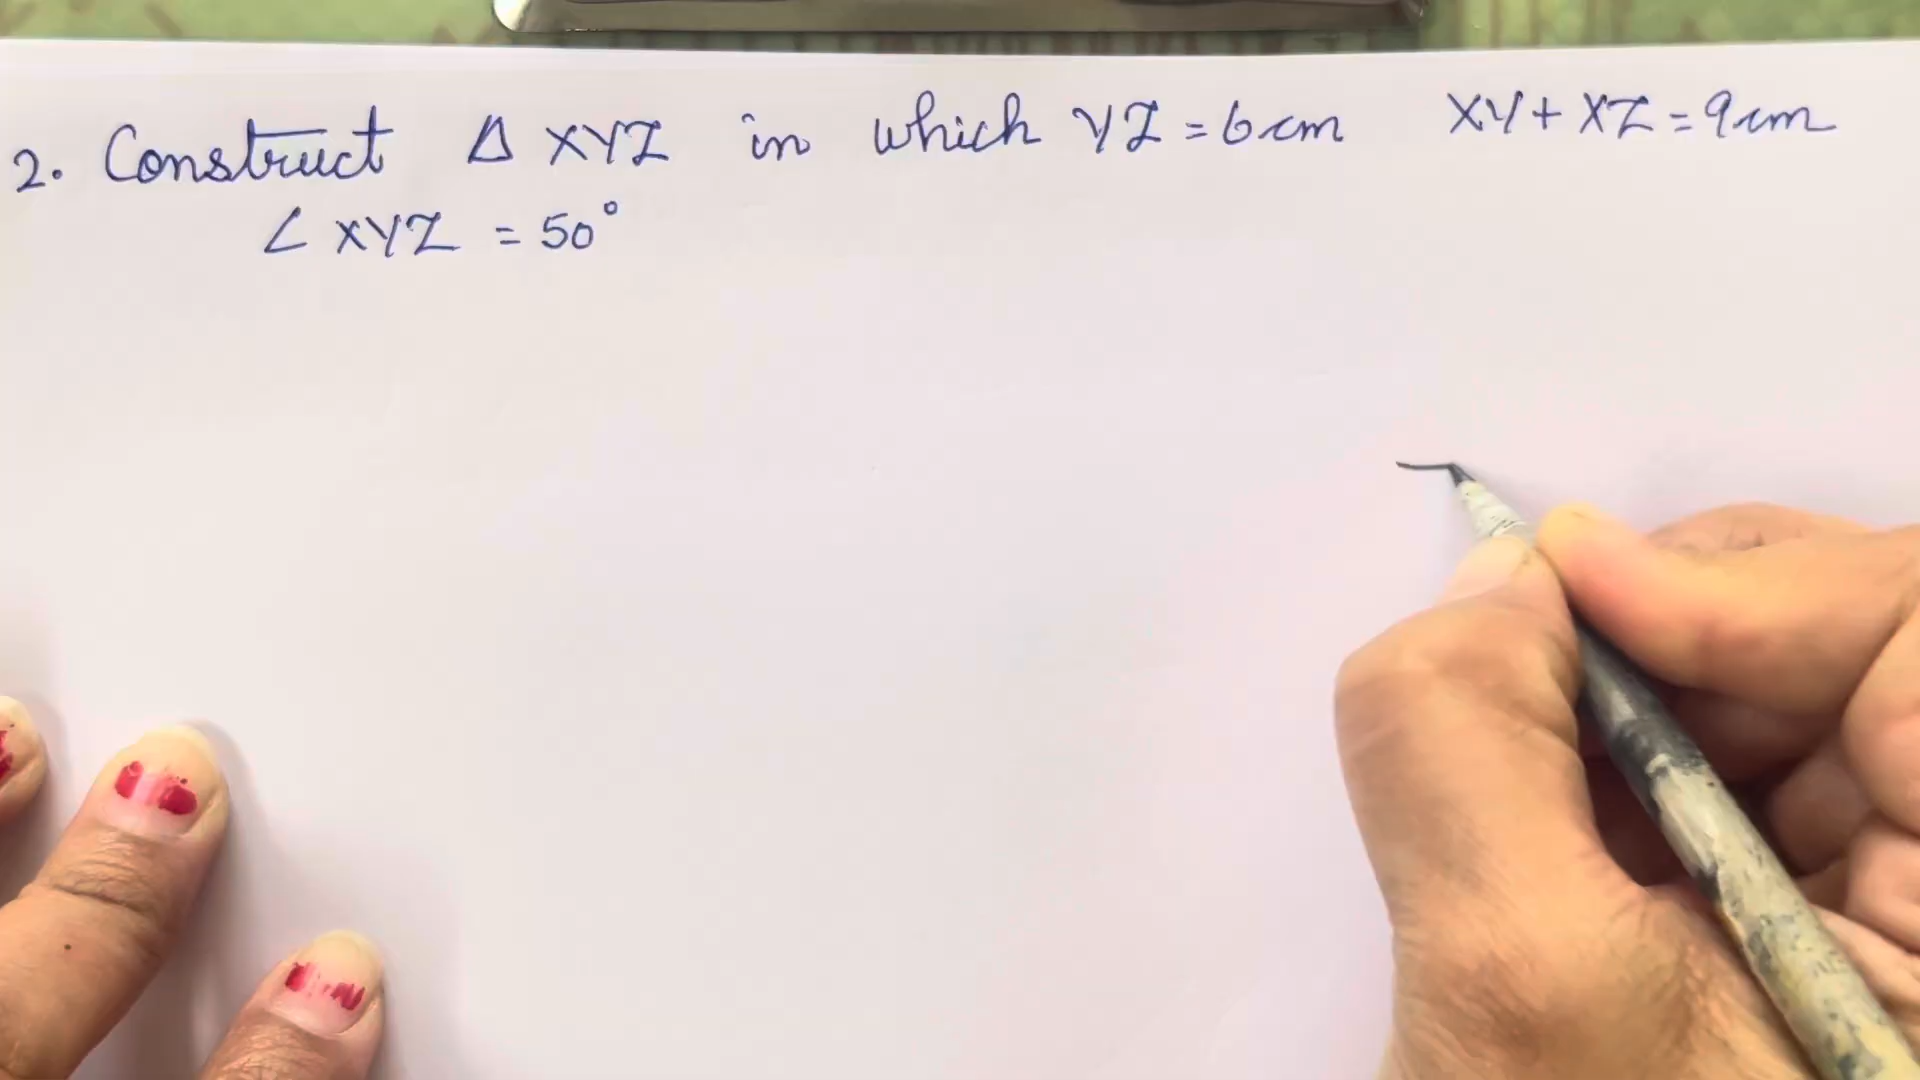 2. Construct Δ XYZ in which YZ = 6 cm XY + XZ = 9 cm
∠ XYZ = 50°